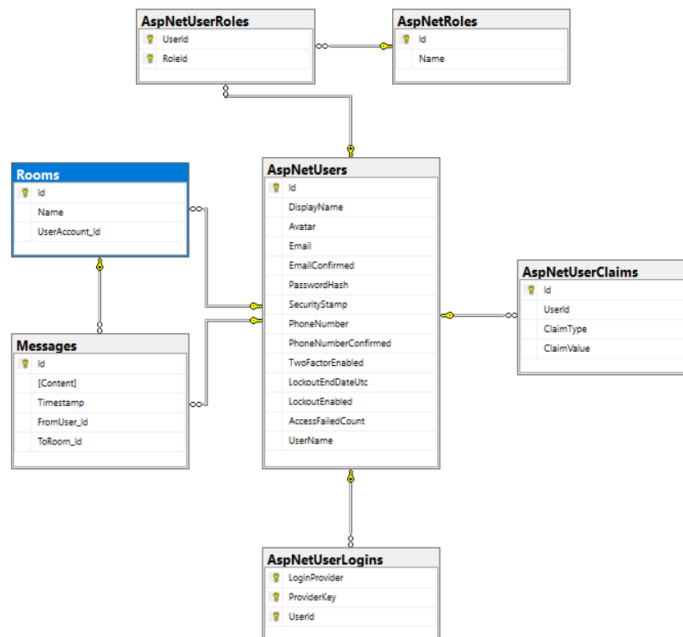 AspNetUserRoles
UserId
RoleId
AspNetRoles
Id
Name
Rooms
Id
Name
UserAccount_Id
AspNetUsers
Id
DisplayName
Avatar
Email
EmailConfirmed
PasswordHash
SecurityStamp
PhoneNumber
PhoneNumberConfirmed
TwoFactorEnabled
LockoutEndDateUtc
LockoutEnabled
AccessFailedCount
UserName
AspNetUserClaims
Id
UserId
ClaimType
ClaimValue
Messages
Id
[Content]
Timestamp
FromUser_Id
ToRoom_Id
AspNetUserLogins
LoginProvider
ProviderKey
UserId